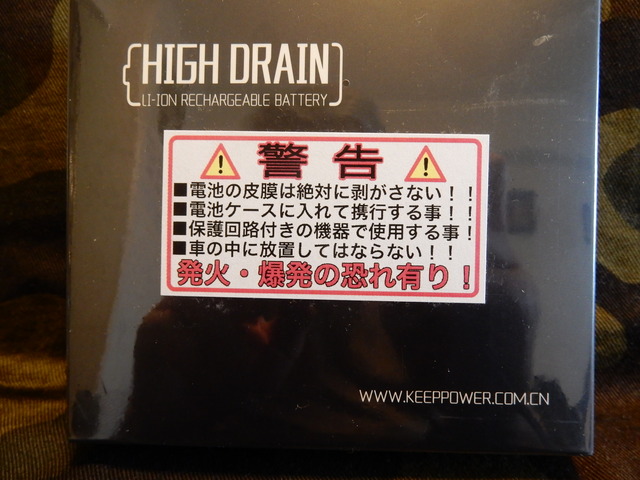 HIGH DRAIN
LI-ION RECHARGEABLE BATTERY
警告
■電池の皮膜は絶対に剥がさない！！
■電池ケースに入れて携行する事！！
■保護回路付きの機器で使用する事！
■車の中に放置してはならない！！
発火・爆発の恐れ有り！
WWW.KEEPPOWER.COM.CN